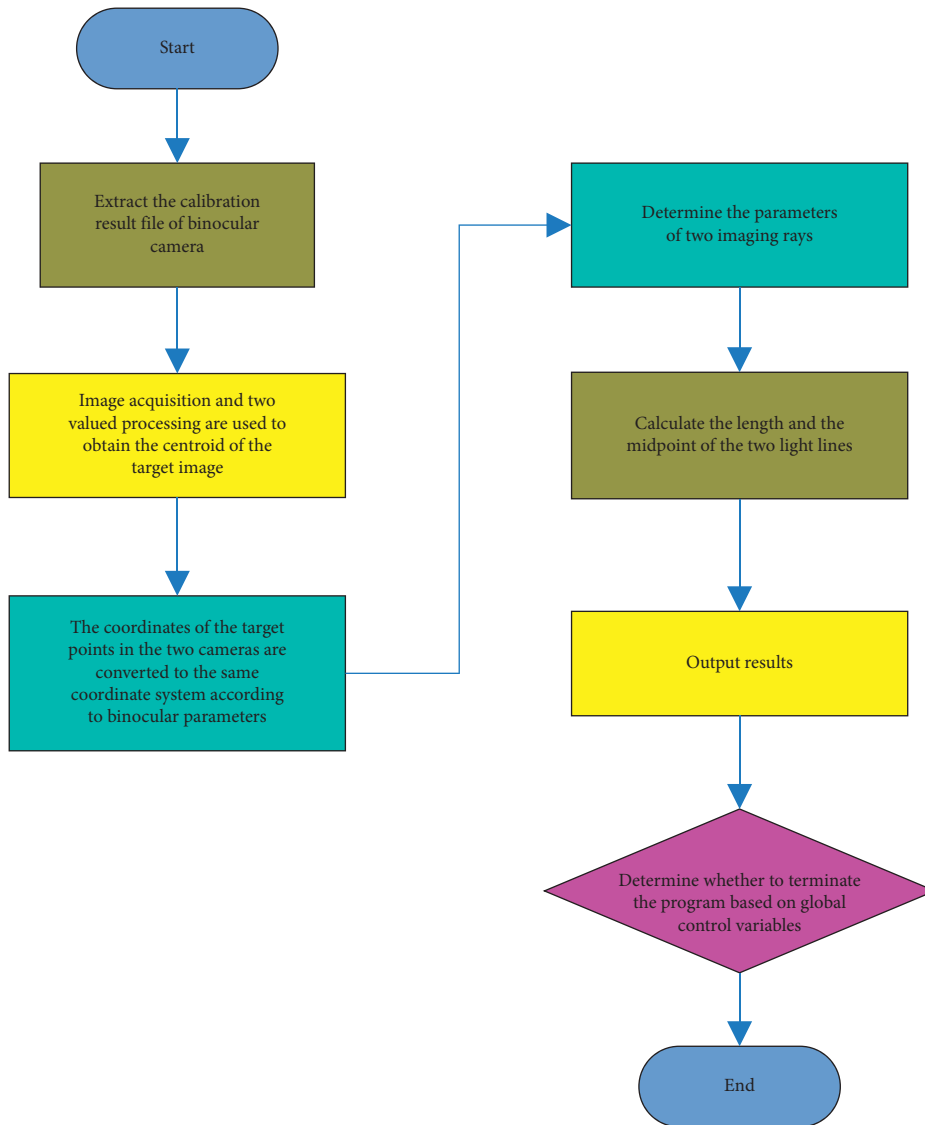 Start
Extract the calibration
result file of binocular
camera
Image acquisition and two
valued processing are used to
obtain the centroid of the
target image
The coordinates of the target
points in the two cameras are
converted to the same
coordinate system according
to binocular parameters
Determine the parameters
of two imaging rays
Calculate the length and the
midpoint of the two light lines
Output results
Determine whether to terminate
the program based on global
control variables
End